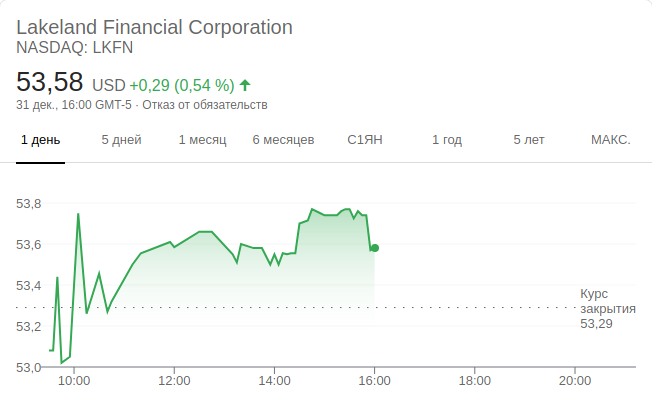 Lakeland Financial Corporation
NASDAQ: LKFN
53,58 USD +0,29 (0,54 %)
31 дек., 16:00 GMT-5 · Отказ от обязательств
1 день 5 дней 1 месяц 6 месяцев С1ЯН 1 год 5 лет МАКС.
53,8
53,6
53,4
53,2
53,0
Курс
закрытия
53,29
10:00 12:00 14:00 16:00 18:00 20:00